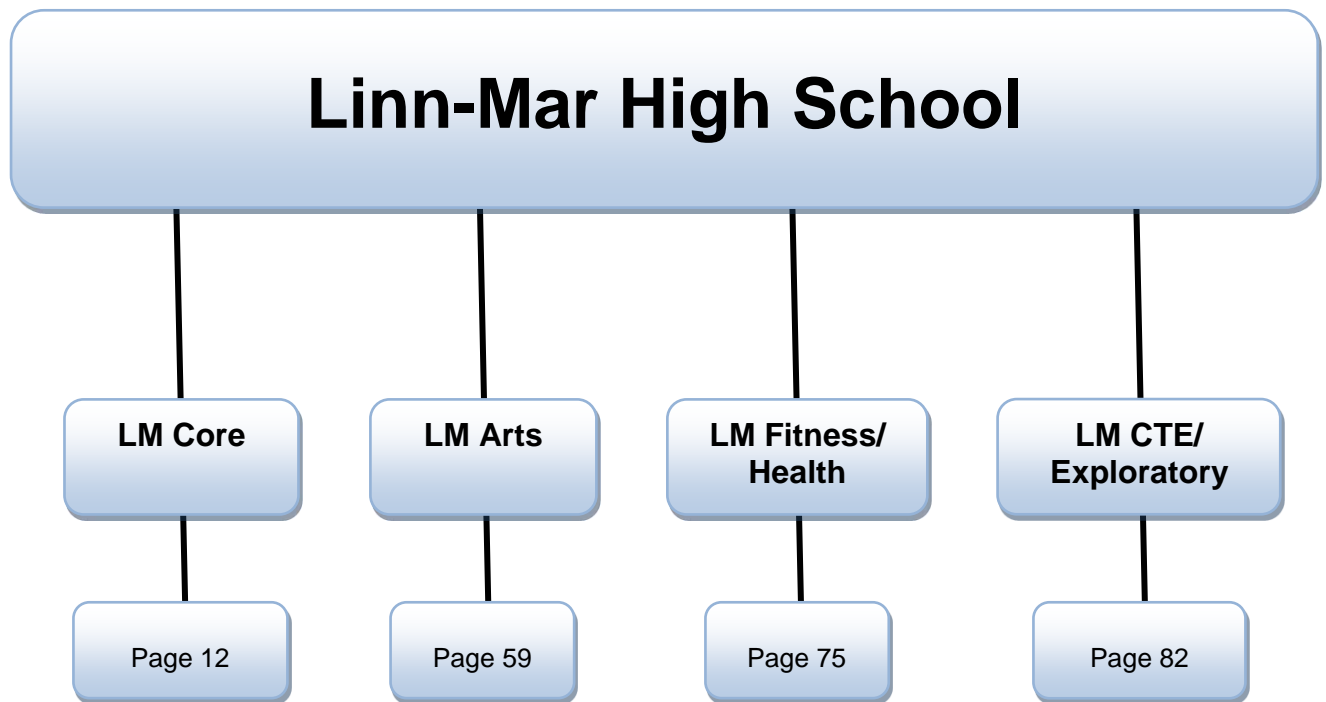 Linn-Mar High School
LM Core
LM Arts
LM Fitness/
Health
LM CTE/
Exploratory
Page 12
Page 59
Page 75
Page 82